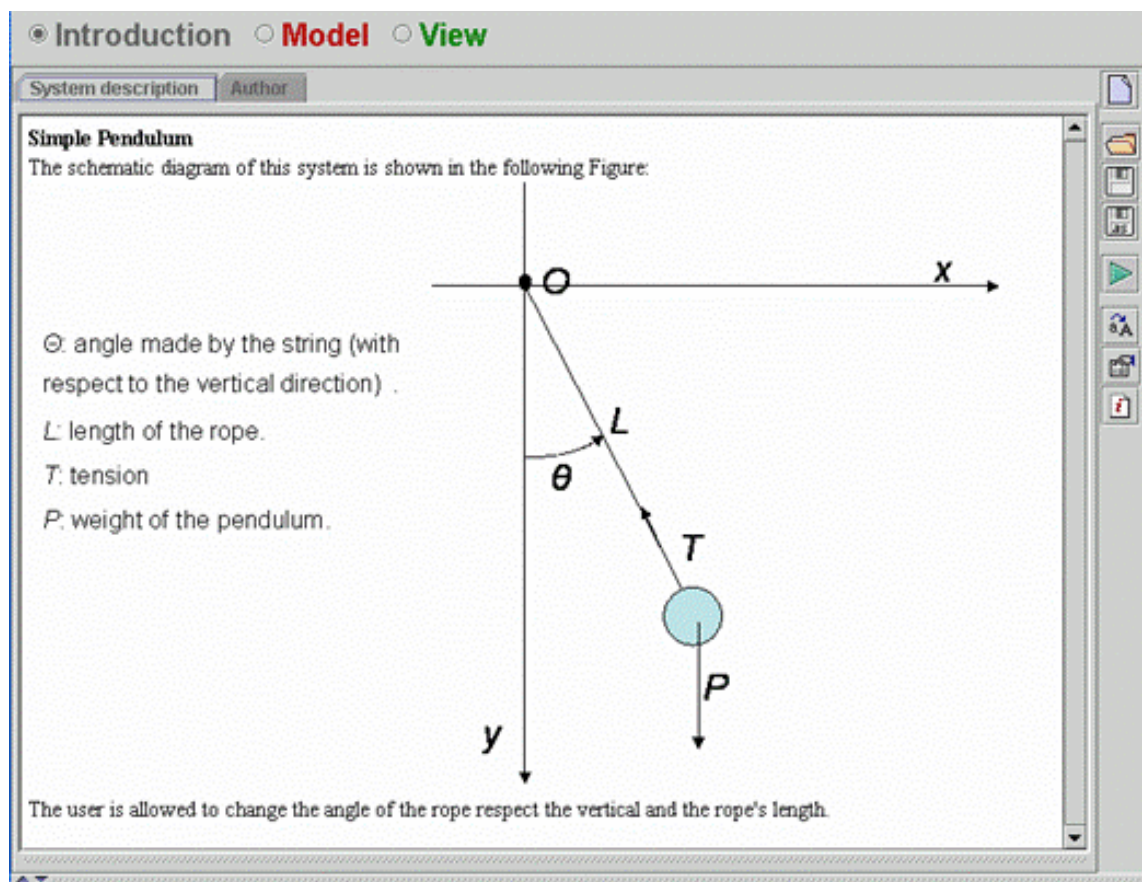 Introduction Model View
System description Author
Simple Pendulum
The schematic diagram of this system is shown in the following Figure:
O
x
Θ: angle made by the string (with
respect to the vertical direction) .
L: length of the rope.
T: tension
P: weight of the pendulum.
L
θ
T
P
y
The user is allowed to change the angle of the rope respect the vertical and the rope's length.